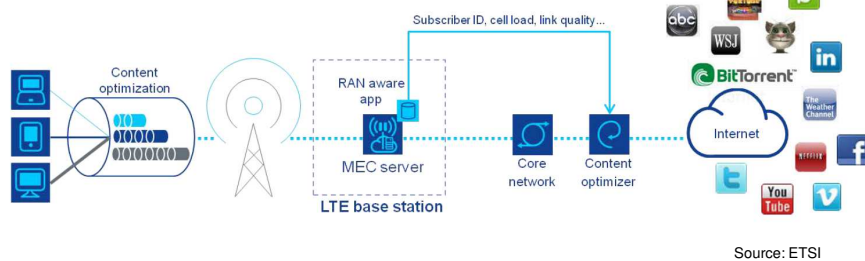 Subscriber ID, cell load, link quality...
abc
WSJ
in
BitTorrent
Content
optimization
RAN aware
app
The
Weather
Channel
Internet
NETFLIX
f
MEC server
Core
network
Content
optimizer
LTE base station
t
You
Tube
v
Source: ETSI